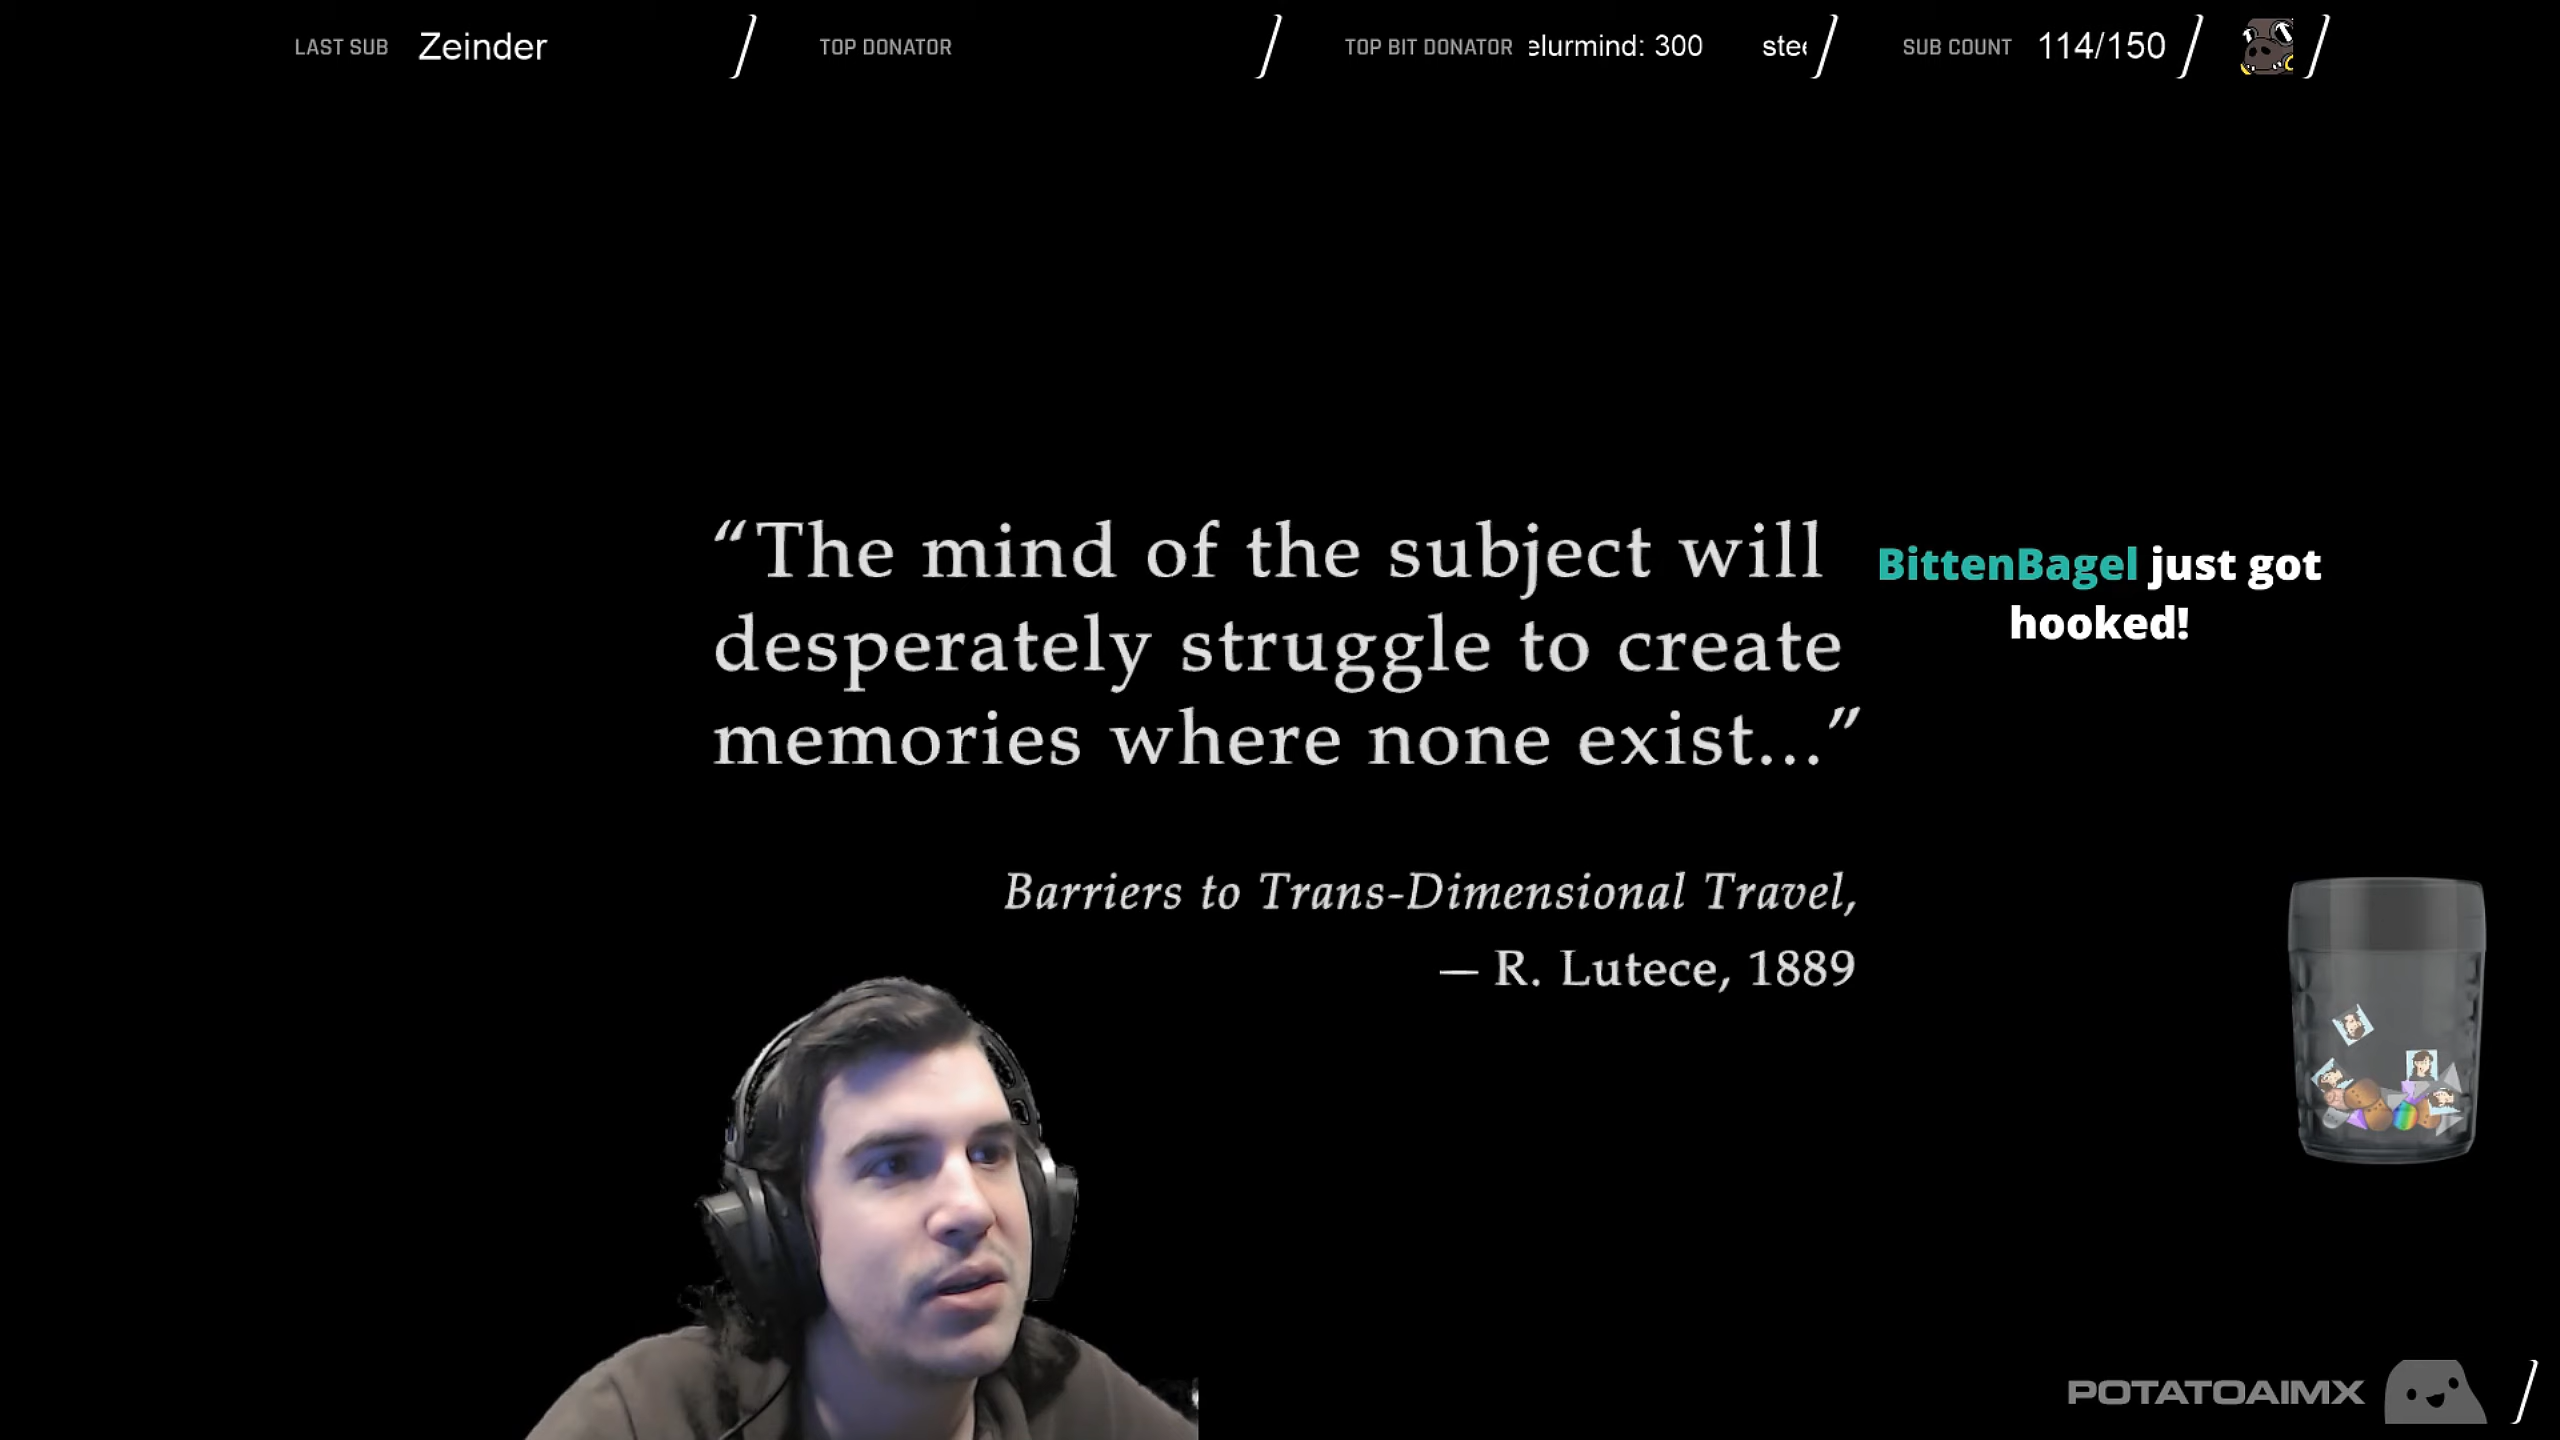 LAST SUB Zeinder
TOP DONATOR
TOP BIT DONATOR elurmind: 300 stee
SUB COUNT 114/150
“The mind of the subject will
desperately struggle to create
memories where none exist...”
BittenBagel just got
hooked!
Barriers to Trans-Dimensional Travel,
— R. Lutece, 1889
POTATOAIMX